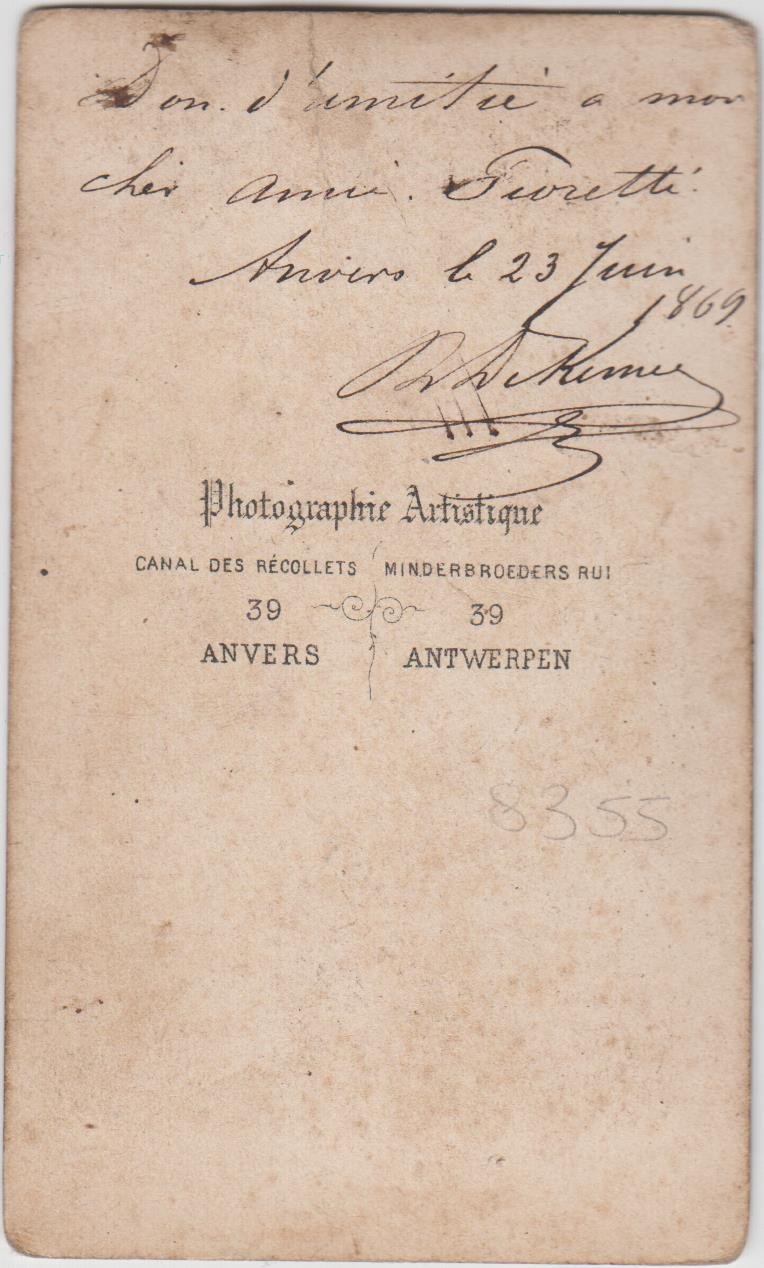 Don. d'amitié a mon
cher amie. Fioretti.
Anvers le 23 Juin
1869.
Photographie Artistique
CANAL DES RÉCOLLETS MINDERBROEDERS RUI
39 39
ANVERS ANTWERPEN
8355